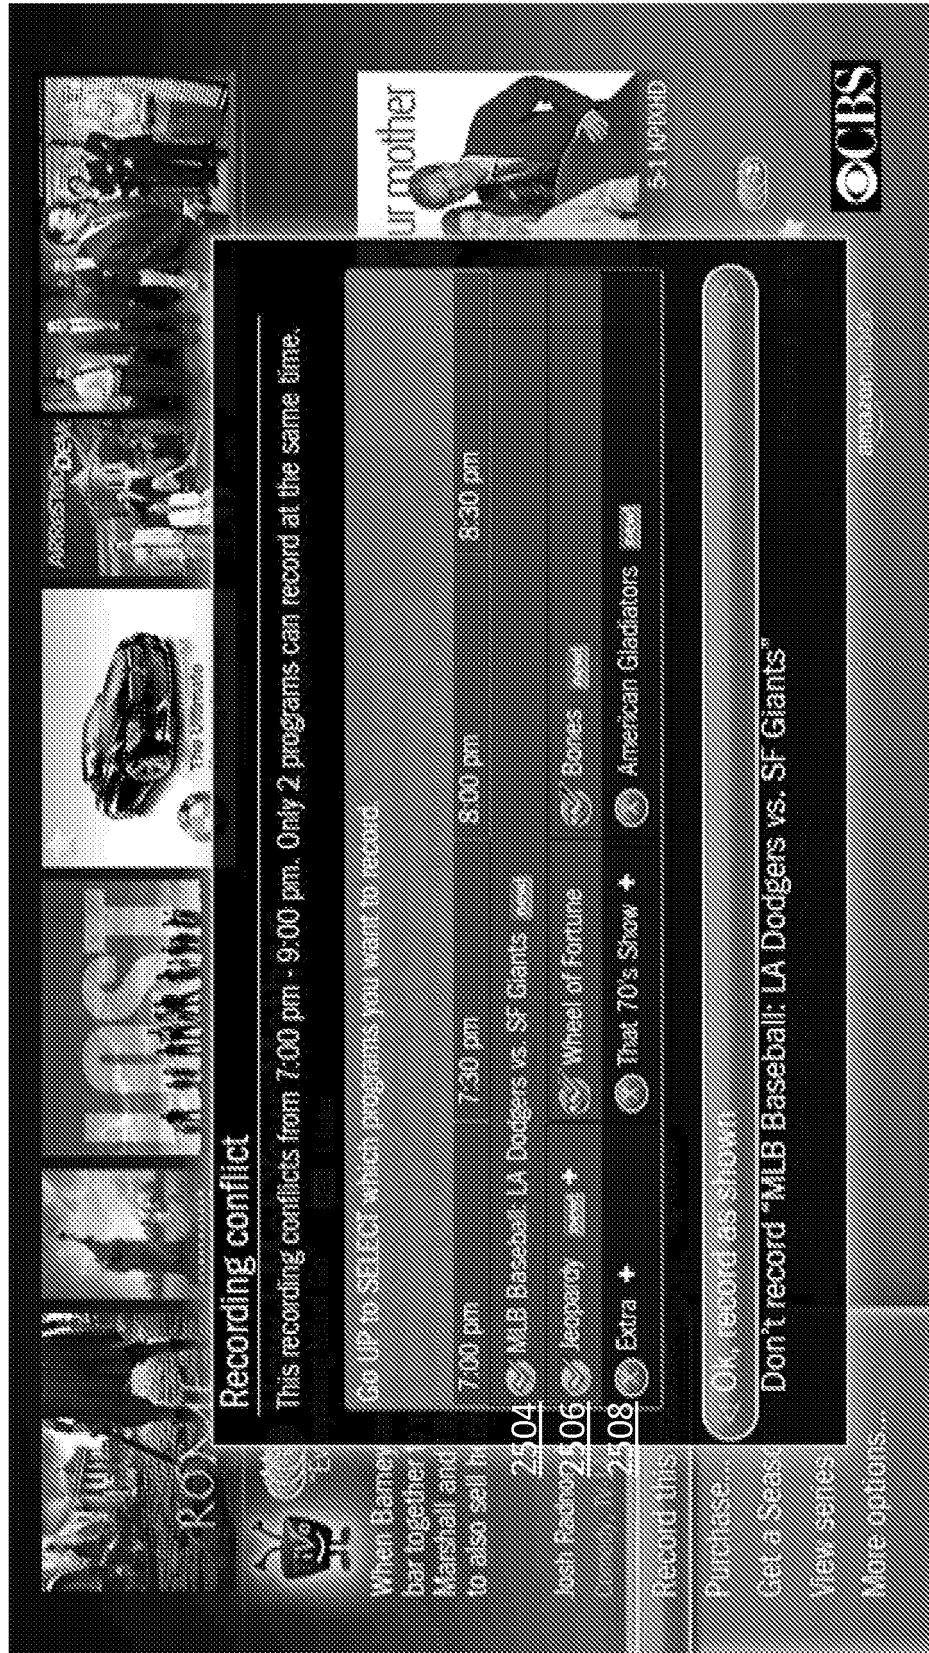 ur mother
Recording conflict
This recording conflicts from 7:00 pm - 9:00 pm. Only 2 programs can record at the same time.
Go UP to SELECT which programs you want to record
7:00 pm 7:30 pm 8:00 pm 8:30 pm
2504 MLB Baseball: LA Dodgers vs. SF Giants
2506 Jeopardy + Wheel of Fortune Bones
2508 Extra + That 70's Show + American Gladiators
Ok, record as shown
Don't record "MLB Baseball: LA Dodgers vs. SF Giants"
When Barney
bar together
Marshall and
to also sell h
Josh Radnor
Record this
Purchase
Get a Seaso
View series
More options
CBS